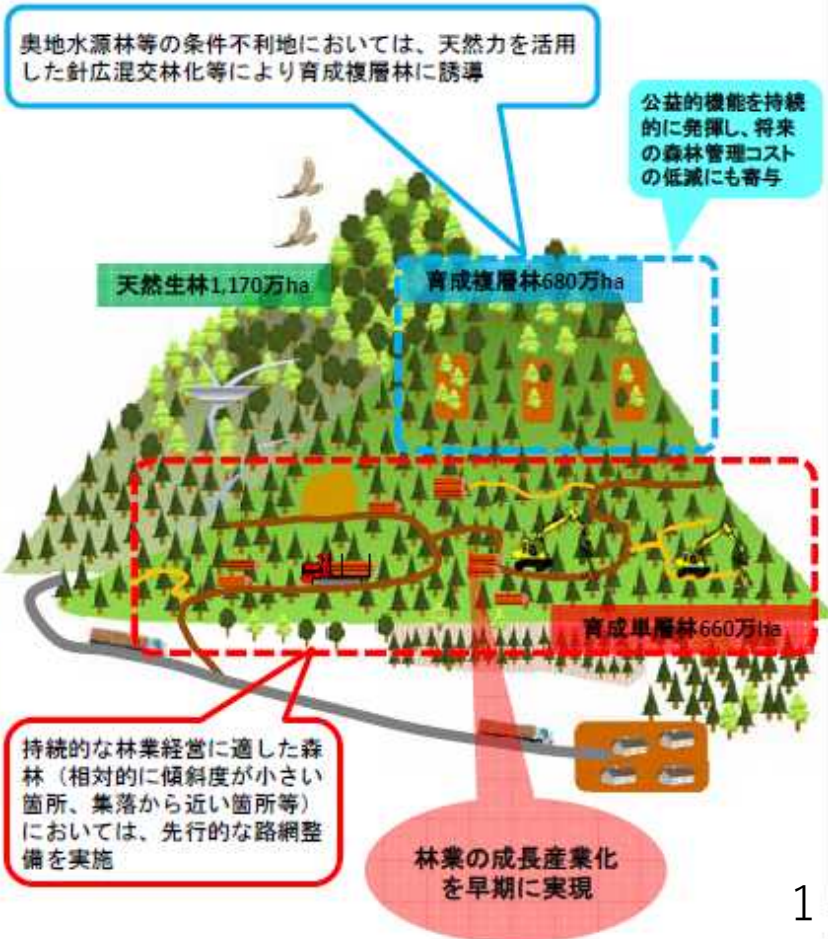 奥地水源林等の条件不利地においては、天然力を活用
した針広混交林化等により育成複層林に誘導
公益的機能を持続
的に発揮し、将来
の森林管理コスト
の低減にも寄与
天然生林1,170万ha
育成複層林680万ha
育成単層林660万ha
持続的な林業経営に適した森
林（相対的に傾斜度が小さい
箇所、集落から近い箇所等）
においては、先行的な路網整
備を実施
林業の成長産業化
を早期に実現
1